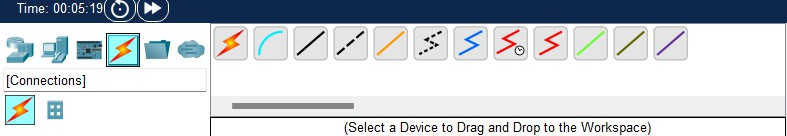 Time: 00:05:19
[Connections]
(Select a Device to Drag and Drop to the Workspace)